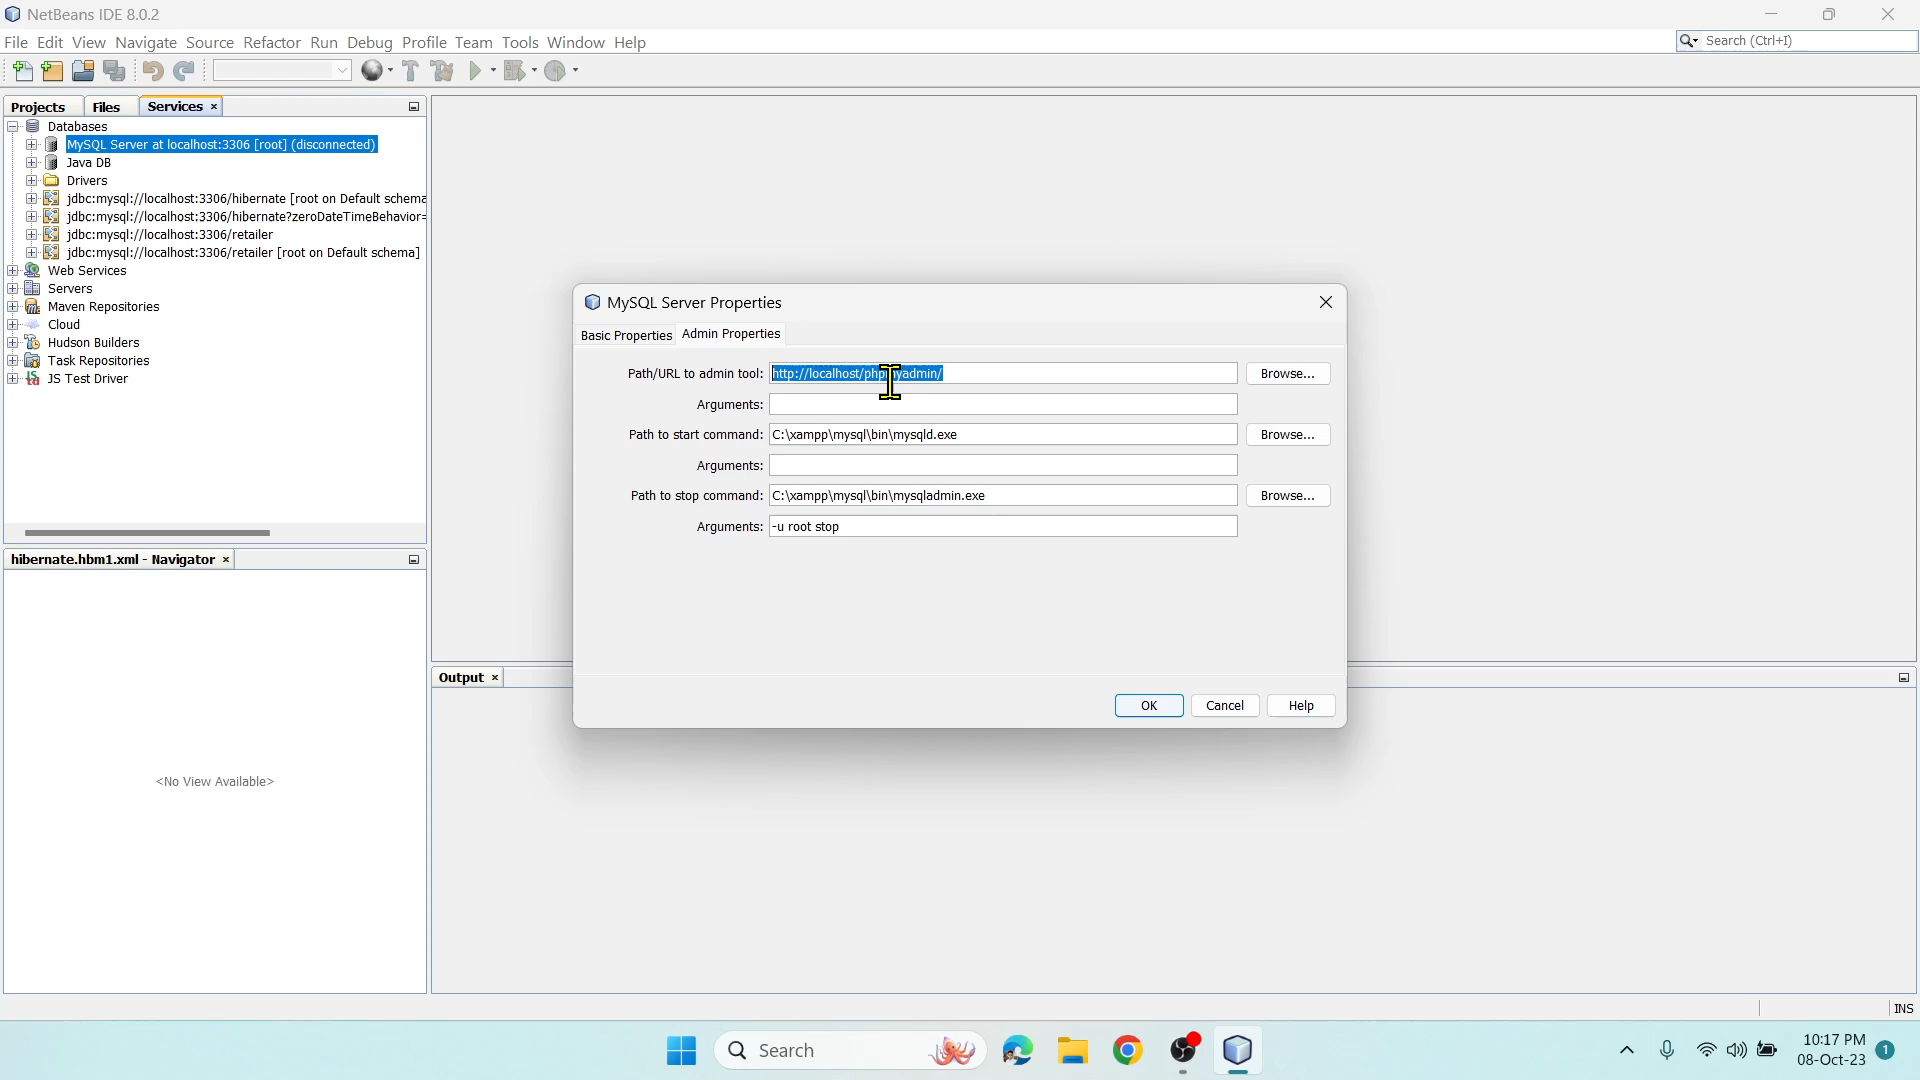 NetBeans IDE 8.0.2
File Edit View Navigate Source Refactor Run Debug Profile Team Tools Window Help
Search (Ctrl+I)
Projects Files Services
Databases
MySQL Server at localhost:3306 [root] (disconnected)
Java DB
Drivers
jdbc:mysql://localhost:3306/hibernate [root on Default schema
jdbc:mysql://localhost:3306/hibernate?zeroDateTimeBehavior=
jdbc:mysql://localhost:3306/retailer
jdbc:mysql://localhost:3306/retailer [root on Default schema]
Web Services
Servers
Maven Repositories
Cloud
Hudson Builders
Task Repositories
JS Test Driver
hibernate.hbm1.xml - Navigator
<No View Available>
MySQL Server Properties
Basic Properties Admin Properties
Path/URL to admin tool: http://localhost/phpmyadmin/ Browse...
Arguments:
Path to start command: C:\xampp\mysql\bin\mysqld.exe Browse...
Arguments:
Path to stop command: C:\xampp\mysql\bin\mysqladmin.exe Browse...
Arguments: -u root stop
OK Cancel Help
Output
INS
Search
10:17 PM
08-Oct-23
1